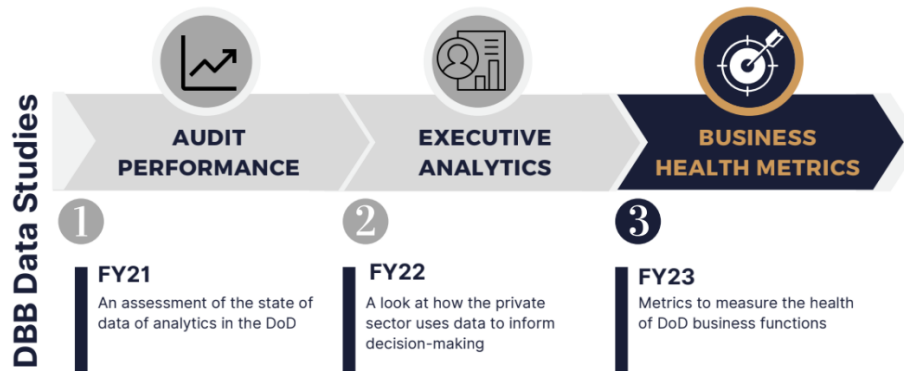 DBB Data Studies
AUDIT
PERFORMANCE
EXECUTIVE
ANALYTICS
BUSINESS
HEALTH METRICS
1
FY21
An assessment of the state of
data of analytics in the DoD
2
FY22
A look at how the private
sector uses data to inform
decision-making
3
FY23
Metrics to measure the health
of DoD business functions